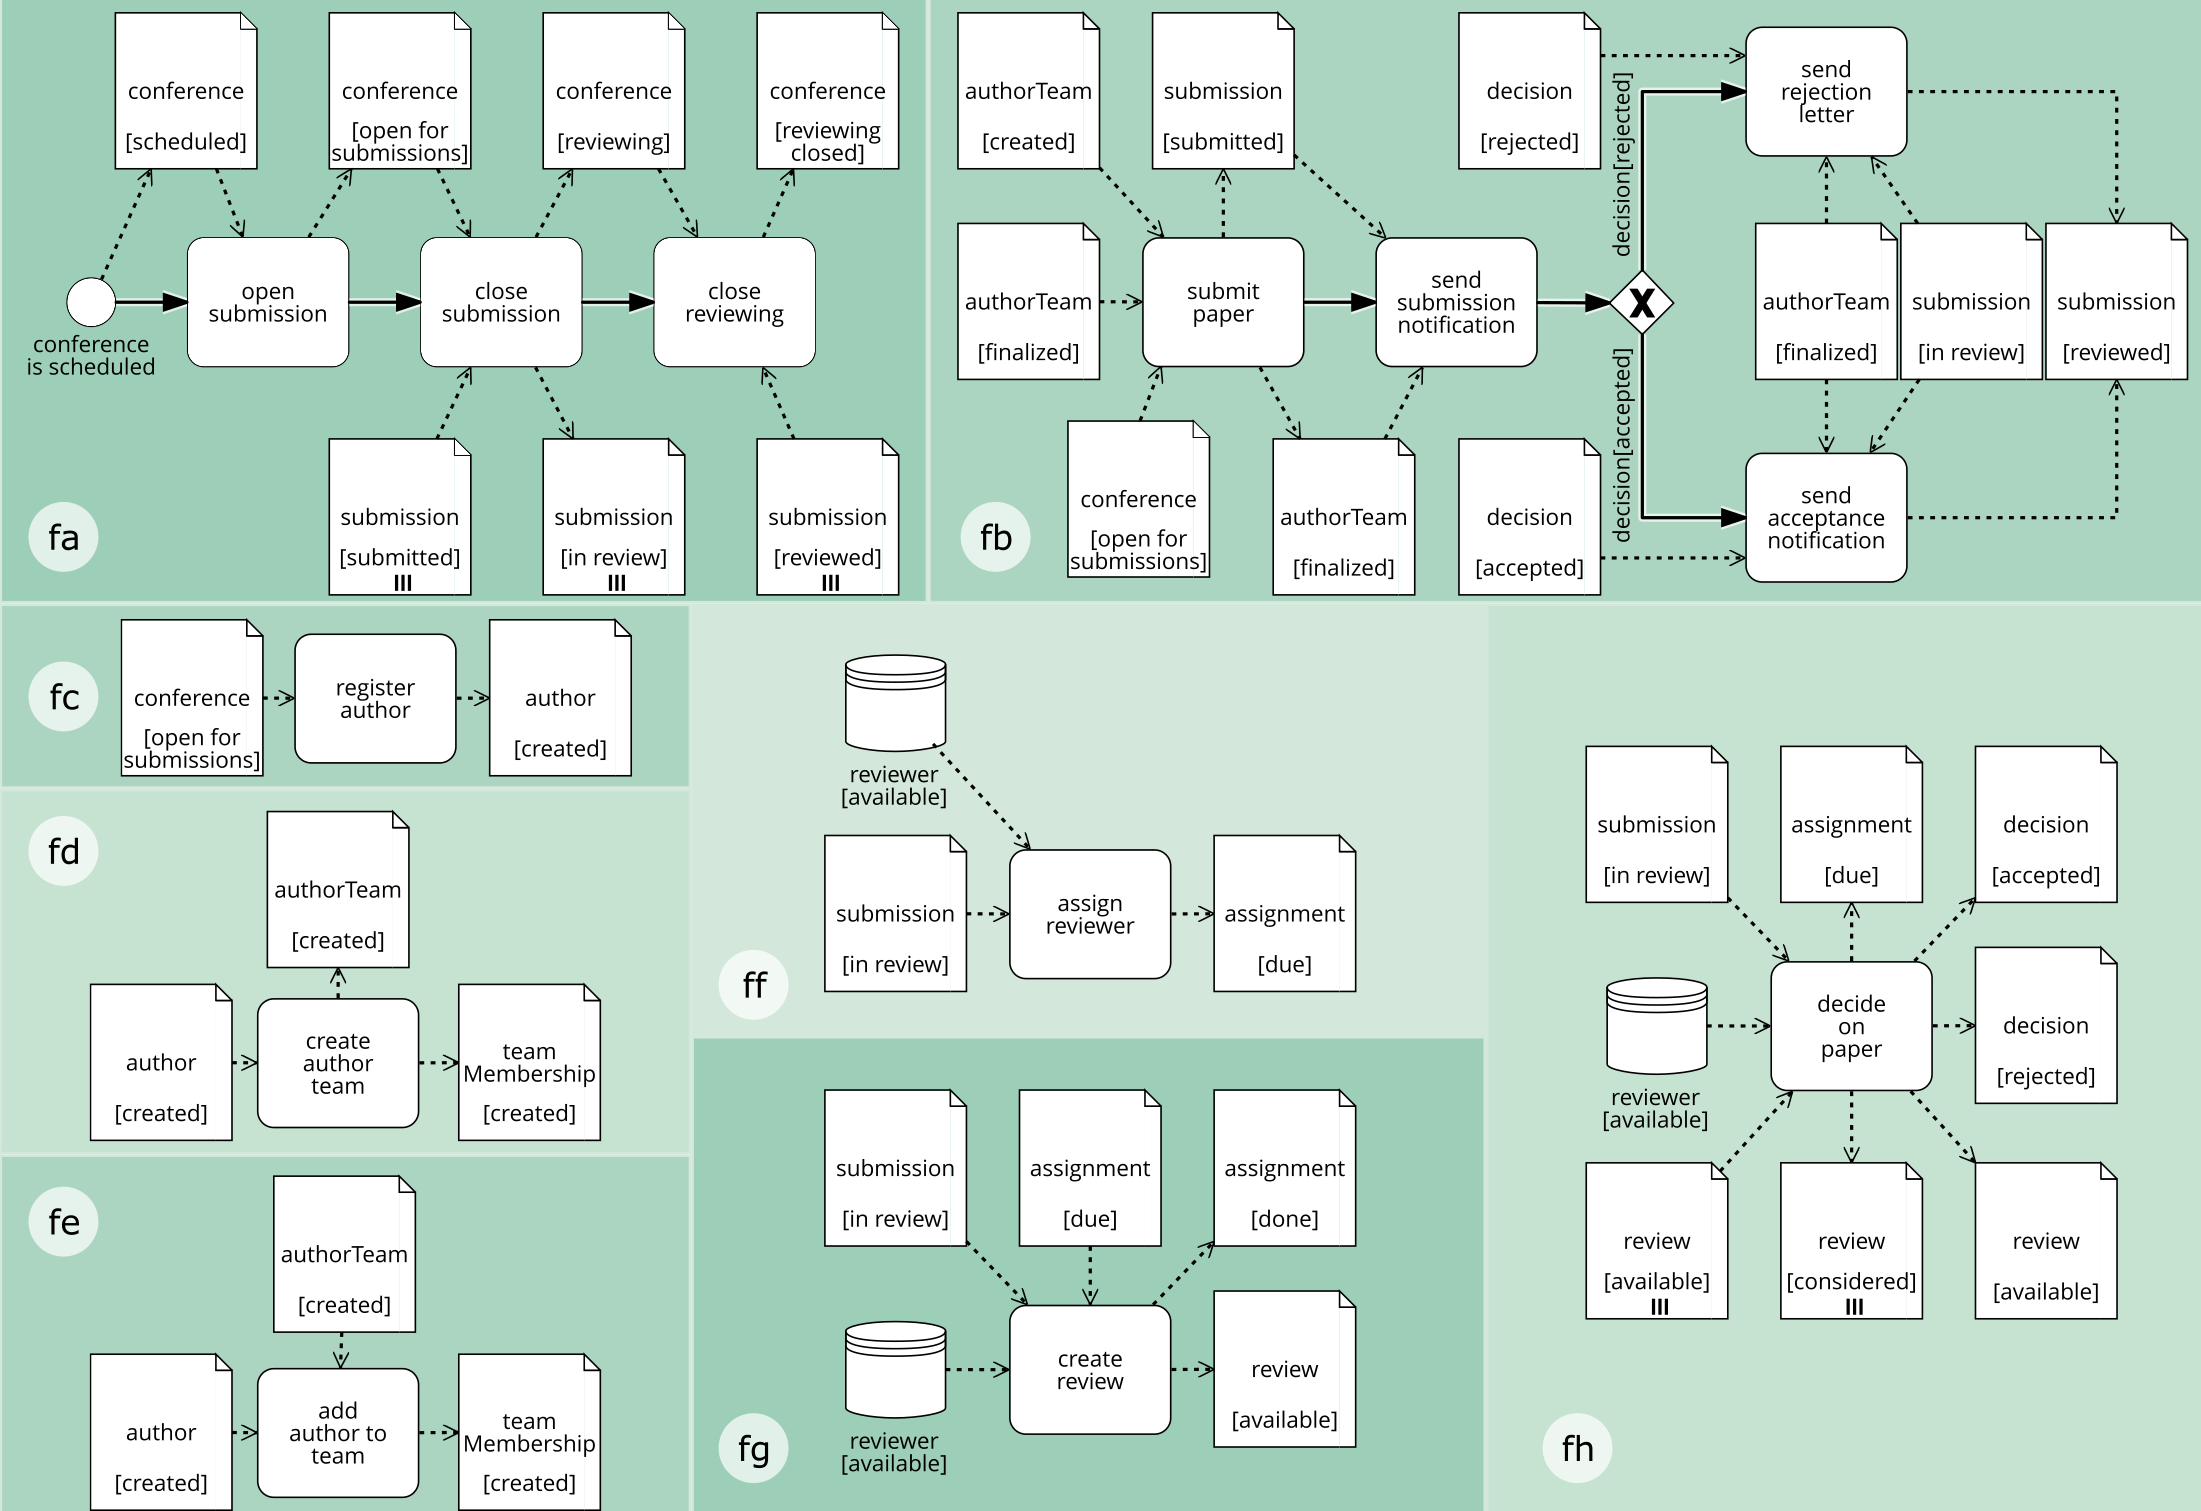 conference
[scheduled]
conference
[open for
submissions]
conference
[reviewing]
conference
[reviewing
closed]
conference
is scheduled
open
submission
close
submission
close
reviewing
submission
[submitted]
submission
[in review]
submission
[reviewed]
fa
authorTeam
[created]
submission
[submitted]
decision
[rejected]
decision[rejected]
send
rejection
letter
authorTeam
[finalized]
submit
paper
send
submission
notification
X
authorTeam
[finalized]
submission
[in review]
submission
[reviewed]
conference
[open for
submissions]
authorTeam
[finalized]
decision
[accepted]
decision[accepted]
send
acceptance
notification
fb
fc
conference
[open for
submissions]
register
author
author
[created]
fd
authorTeam
[created]
author
[created]
create
author
team
team
Membership
[created]
fe
authorTeam
[created]
author
[created]
add
author to
team
team
Membership
[created]
reviewer
[available]
submission
[in review]
assign
reviewer
assignment
[due]
ff
submission
[in review]
assignment
[due]
assignment
[done]
reviewer
[available]
create
review
review
[available]
fg
submission
[in review]
assignment
[due]
decision
[accepted]
reviewer
[available]
decide
on
paper
decision
[rejected]
review
[available]
review
[considered]
review
[available]
fh